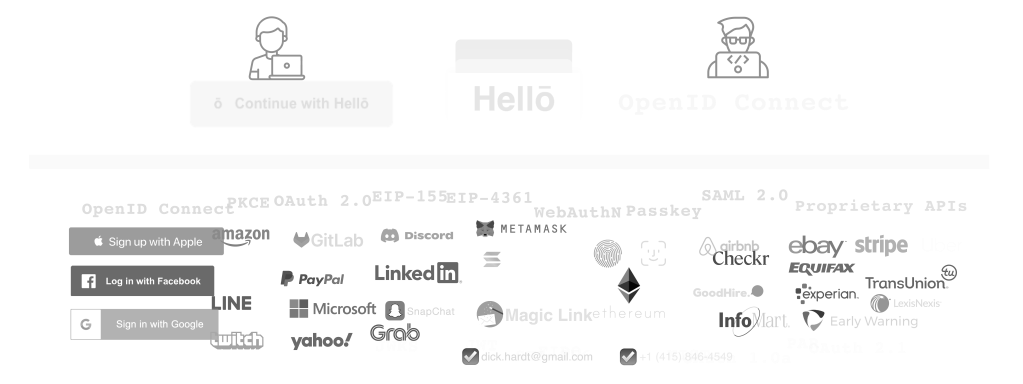 ō Continue with Hellō
Hellō
OpenID Connect
OpenID Connect
PKCE
OAuth 2.0
EIP-155
EIP-4361
WebAuthN
Passkey
SAML 2.0
Proprietary APIs
Sign up with Apple
amazon
GitLab
Discord
METAMASK
airbnb
Checkr
ebay
stripe
Log in with Facebook
PayPal
LinkedIn
EQUIFAX
TransUnion
tu
LINE
Microsoft
SnapChat
Magic Link
ethereum
GoodHire.
experian.
LexisNexis
G Sign in with Google
twitch
yahoo!
Grab
InfoMart.
Early Warning
dick.hardt@gmail.com
+1 (415) 846-4549